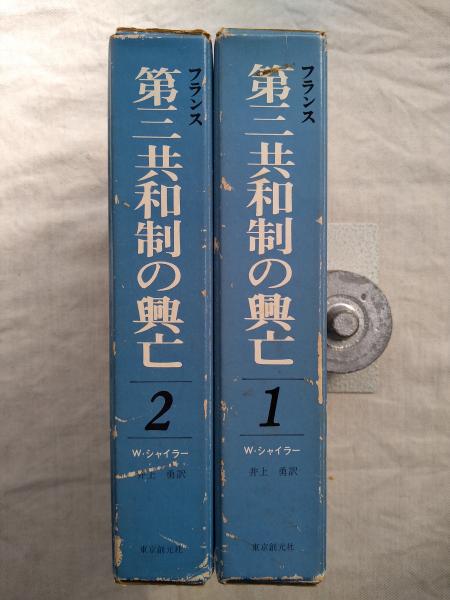 フランス
第三共和制の興亡
1
W・シャイラー
井上 勇訳
東京創元社
フランス
第三共和制の興亡
2
W・シャイラー
井上 勇訳
東京創元社